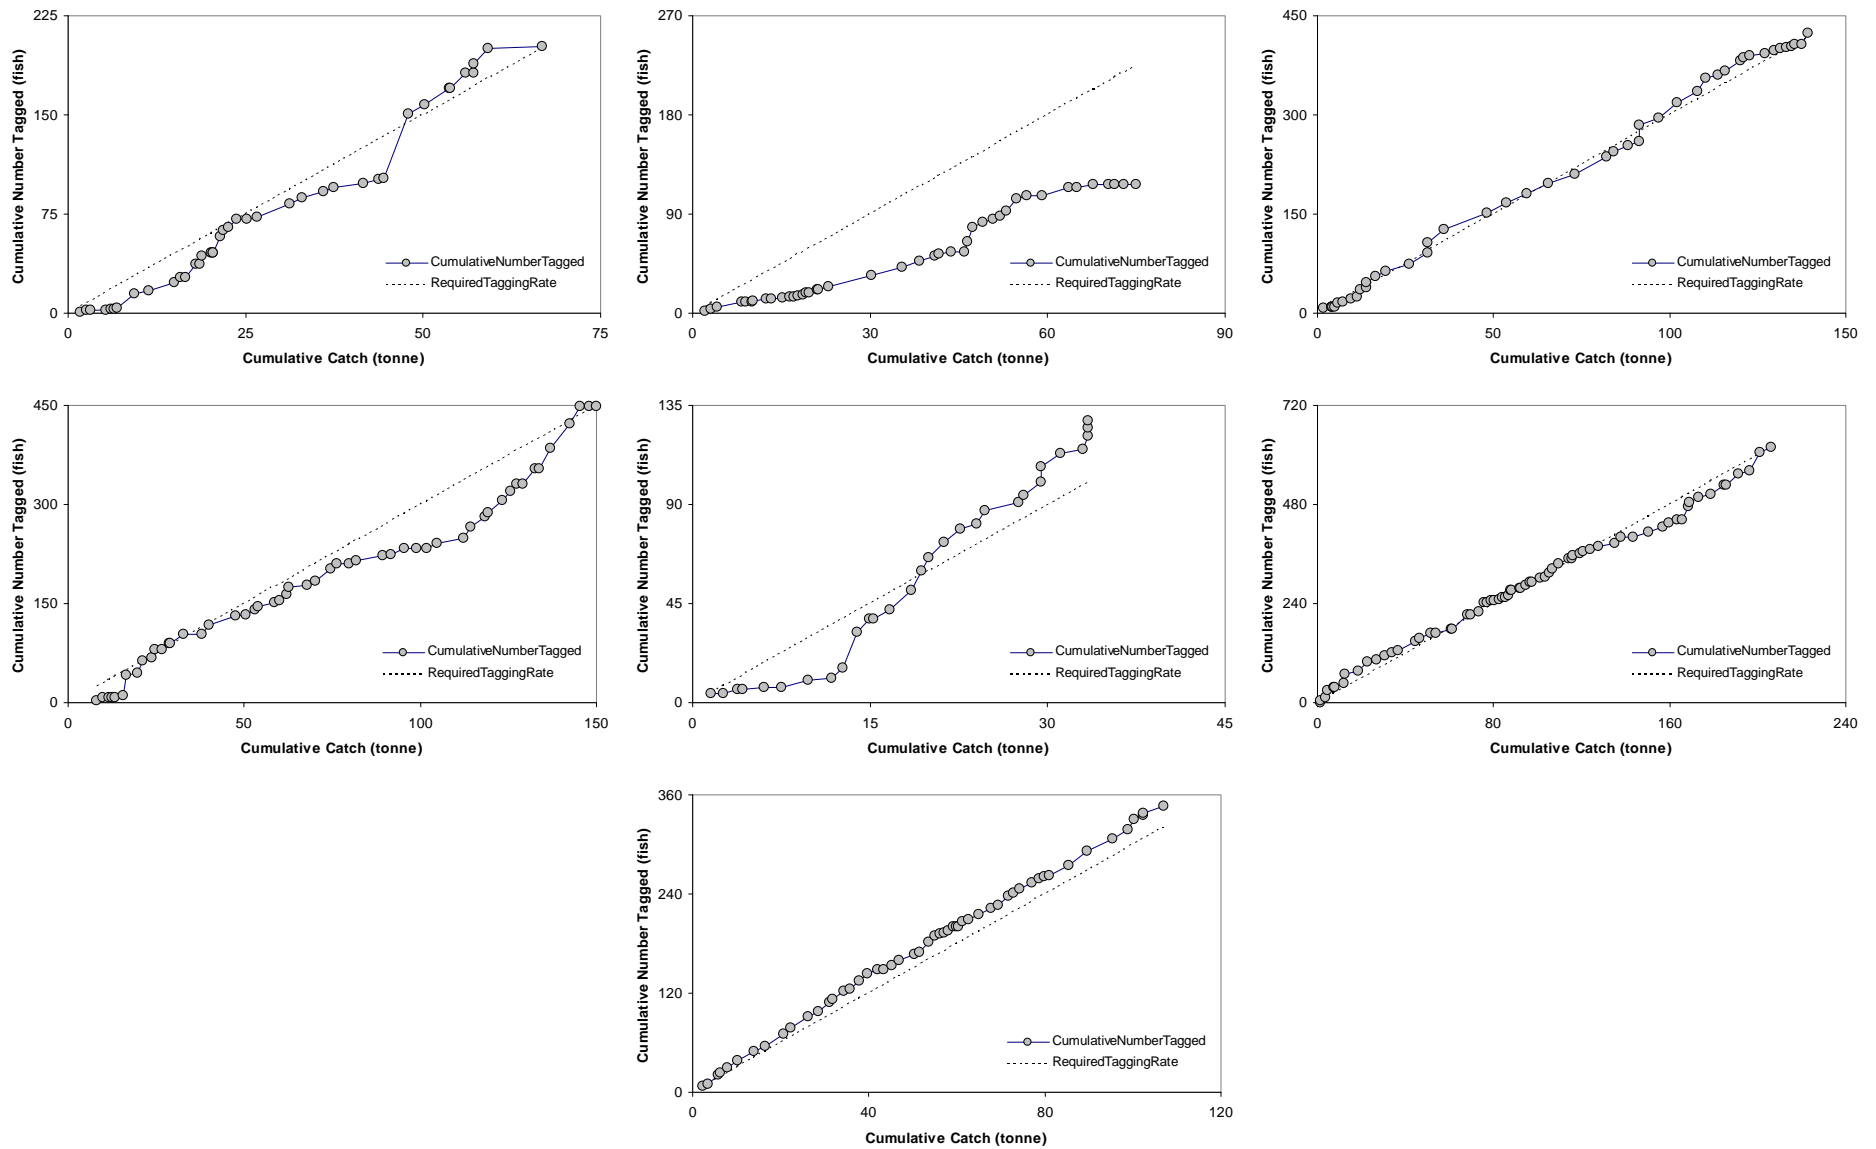 225
150
75
0
0 25 50 75
Cumulative Number Tagged (fish)
Cumulative Catch (tonne)
CumulativeNumberTagged
RequiredTaggingRate
270
180
90
0
0 30 60 90
Cumulative Number Tagged (fish)
Cumulative Catch (tonne)
CumulativeNumberTagged
RequiredTaggingRate
450
300
150
0
0 50 100 150
Cumulative Number Tagged (fish)
Cumulative Catch (tonne)
CumulativeNumberTagged
RequiredTaggingRate
450
300
150
0
0 50 100 150
Cumulative Number Tagged (fish)
Cumulative Catch (tonne)
CumulativeNumberTagged
RequiredTaggingRate
135
90
45
0
0 15 30 45
Cumulative Number Tagged (fish)
Cumulative Catch (tonne)
CumulativeNumberTagged
RequiredTaggingRate
720
480
240
0
0 80 160 240
Cumulative Number Tagged (fish)
Cumulative Catch (tonne)
CumulativeNumberTagged
RequiredTaggingRate
360
240
120
0
0 40 80 120
Cumulative Number Tagged (fish)
Cumulative Catch (tonne)
CumulativeNumberTagged
RequiredTaggingRate